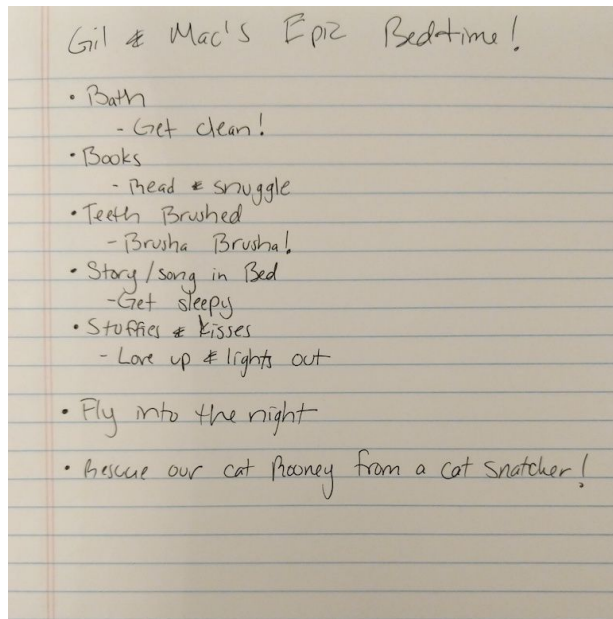 Gil & Mac's Epic Bedtime!
• Bath
- Get clean!
• Books
- Read & snuggle
• Teeth Brushed
- Brusha Brusha!
• Story/song in Bed
- Get sleepy
• Stuffies & Kisses
- Love up & lights out
• Fly into the night
• Rescue our cat Rooney from a cat snatcher!